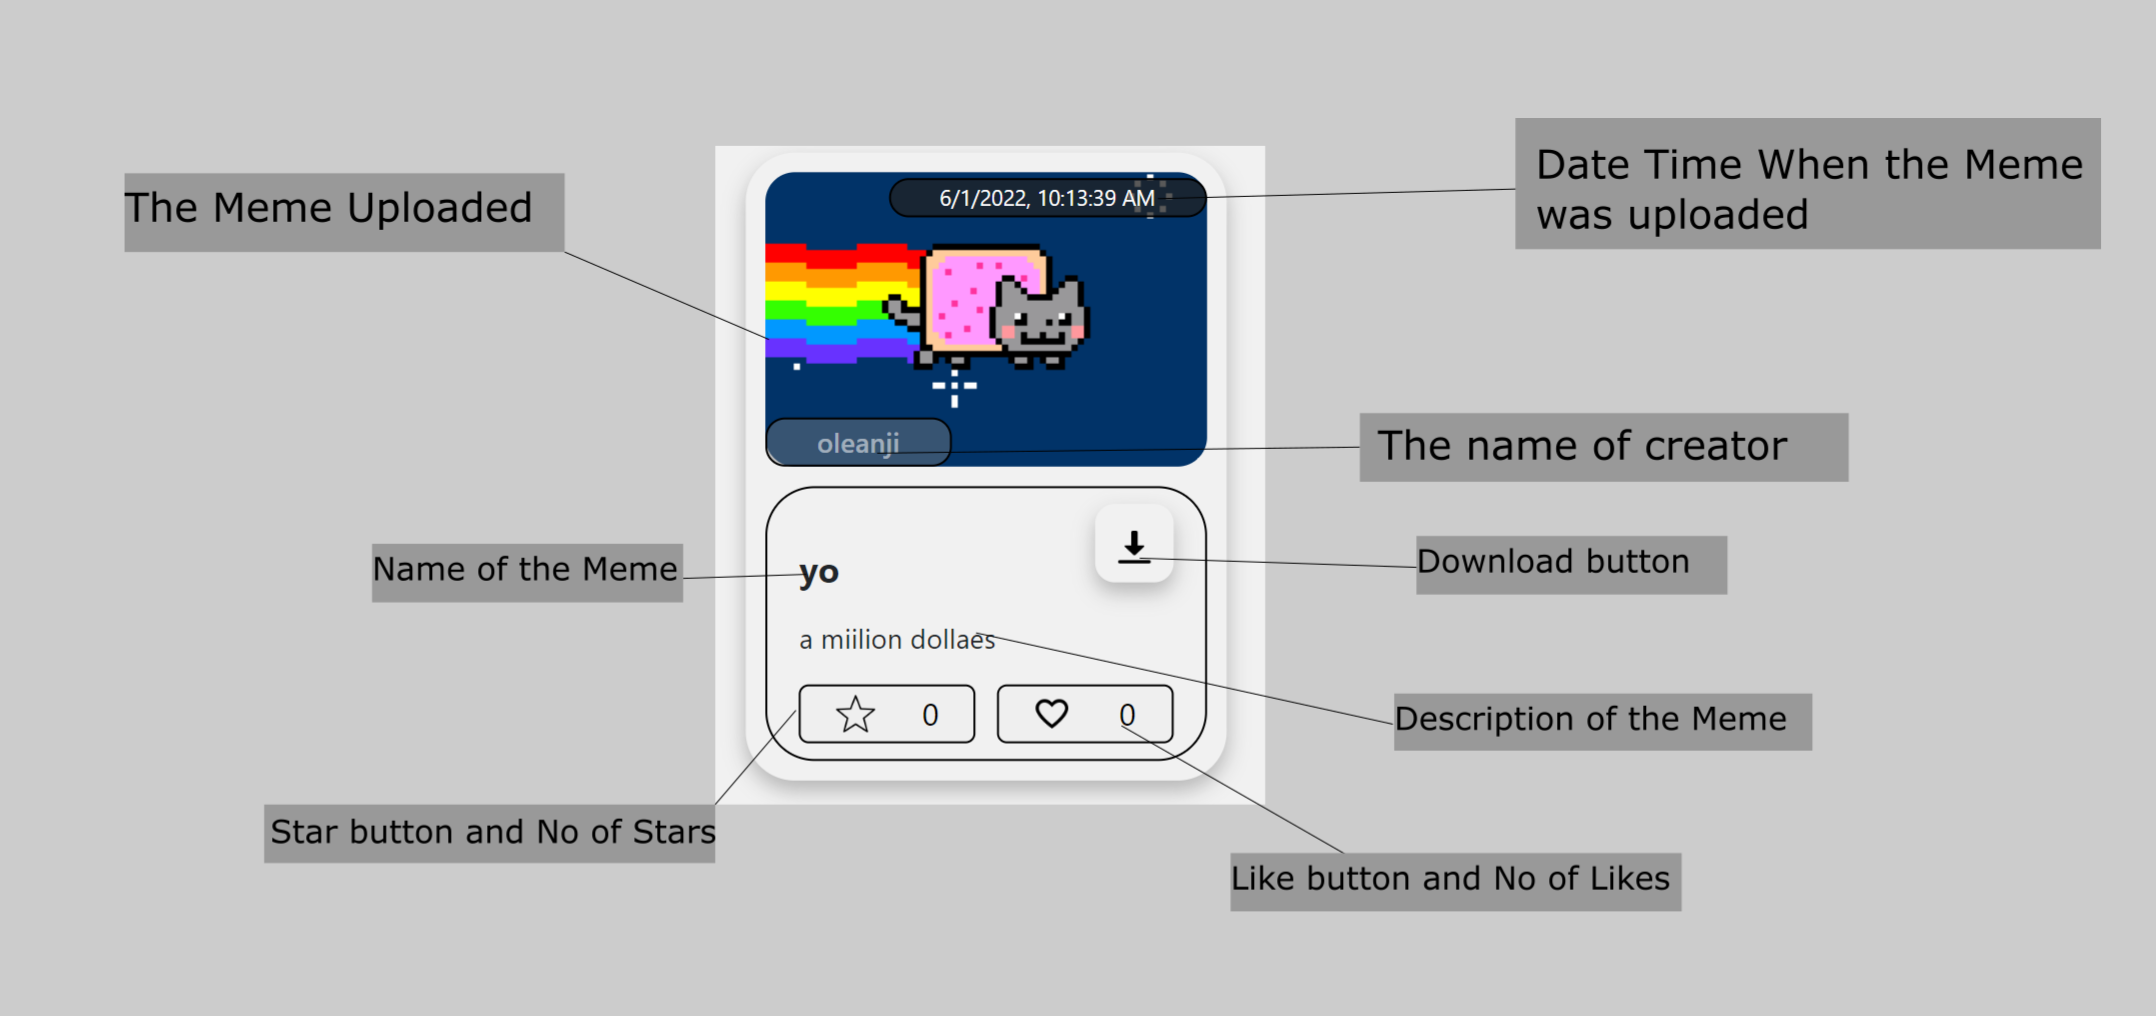 Date Time When the Meme
was uploaded
The Meme Uploaded
6/1/2022, 10:13:39 AM
oleanji
The name of creator
Name of the Meme
yo
Download button
a miilion dollaes
Description of the Meme
0
0
Star button and No of Stars
Like button and No of Likes